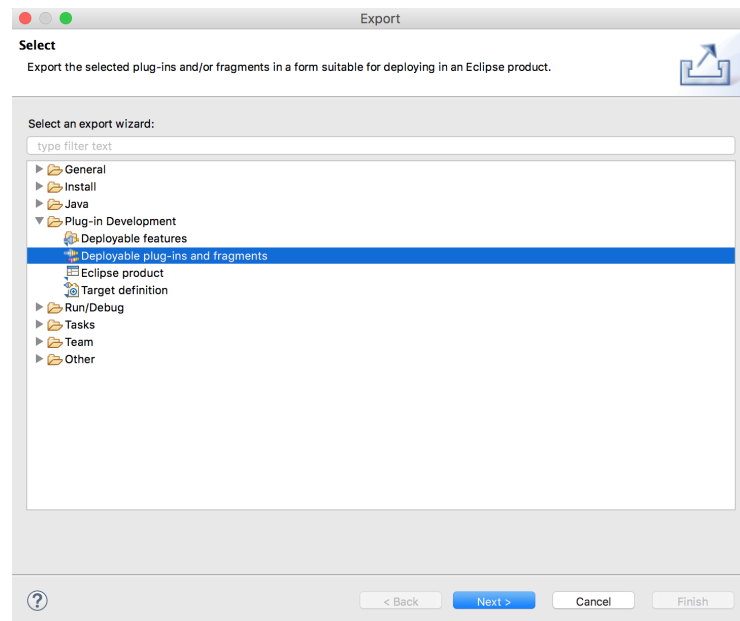 Export
Select
Export the selected plug-ins and/or fragments in a form suitable for deploying in an Eclipse product.
Select an export wizard:
type filter text
General
Install
Java
Plug-in Development
Deployable features
Deployable plug-ins and fragments
Eclipse product
Target definition
Run/Debug
Tasks
Team
Other
? < Back Next > Cancel Finish